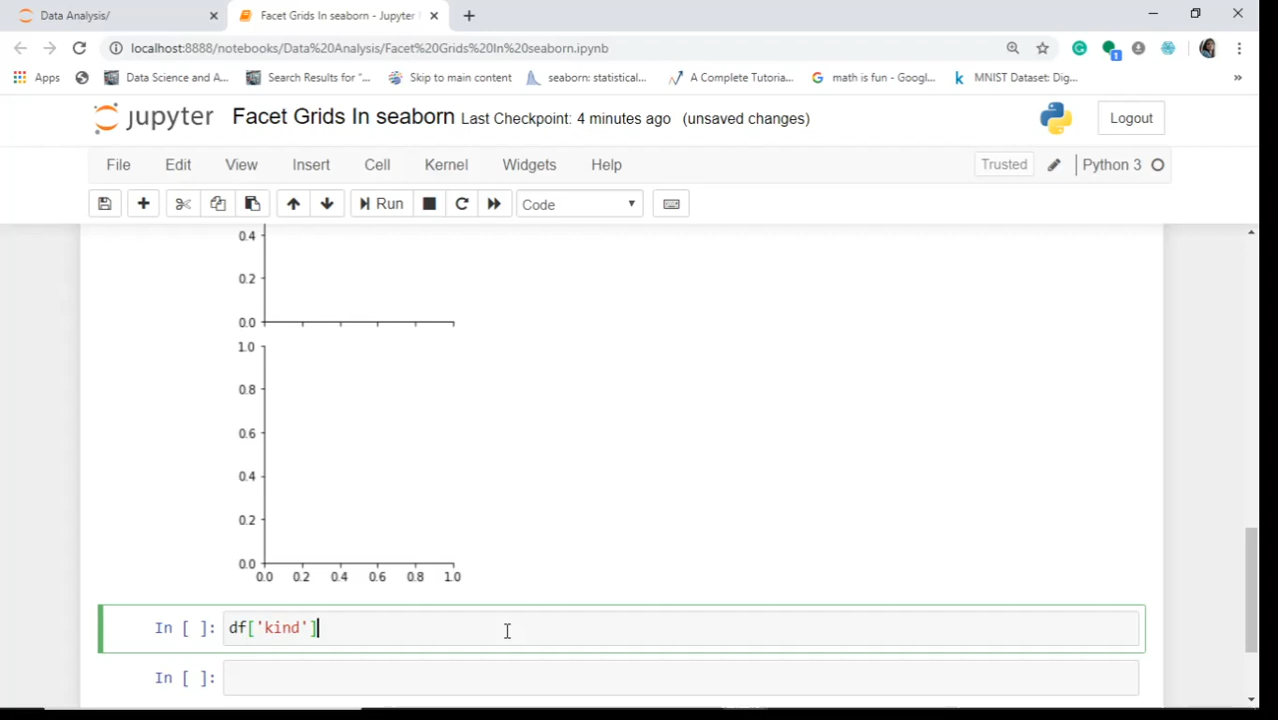 Data Analysis/
Facet Grids In seaborn - Jupyter
localhost:8888/notebooks/Data%20Analysis/Facet%20Grids%20In%20seaborn.ipynb
1
Apps
Data Science and A...
Search Results for "...
Skip to main content
seaborn: statistical...
A Complete Tutoria...
math is fun - Googl...
MNIST Dataset: Dig...
»
jupyter
Facet Grids In seaborn Last Checkpoint: 4 minutes ago (unsaved changes)
Logout
File Edit View Insert Cell Kernel Widgets Help
Trusted
Python 3
Run
Code
0.4
0.2
0.0
1.0
0.8
0.6
0.4
0.2
0.0
0.0 0.2 0.4 0.6 0.8 1.0
In [ ]: df['kind']
In [ ]: